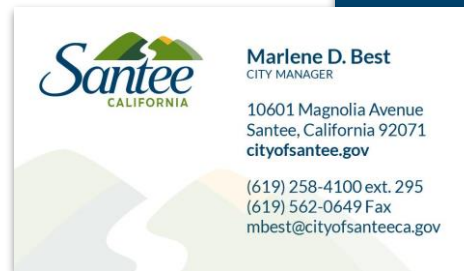 Santee
CALIFORNIA
Marlene D. Best
CITY MANAGER
10601 Magnolia Avenue
Santee, California 92071
cityofsantee.gov
(619) 258-4100 ext. 295
(619) 562-0649 Fax
mbest@cityofsanteeca.gov